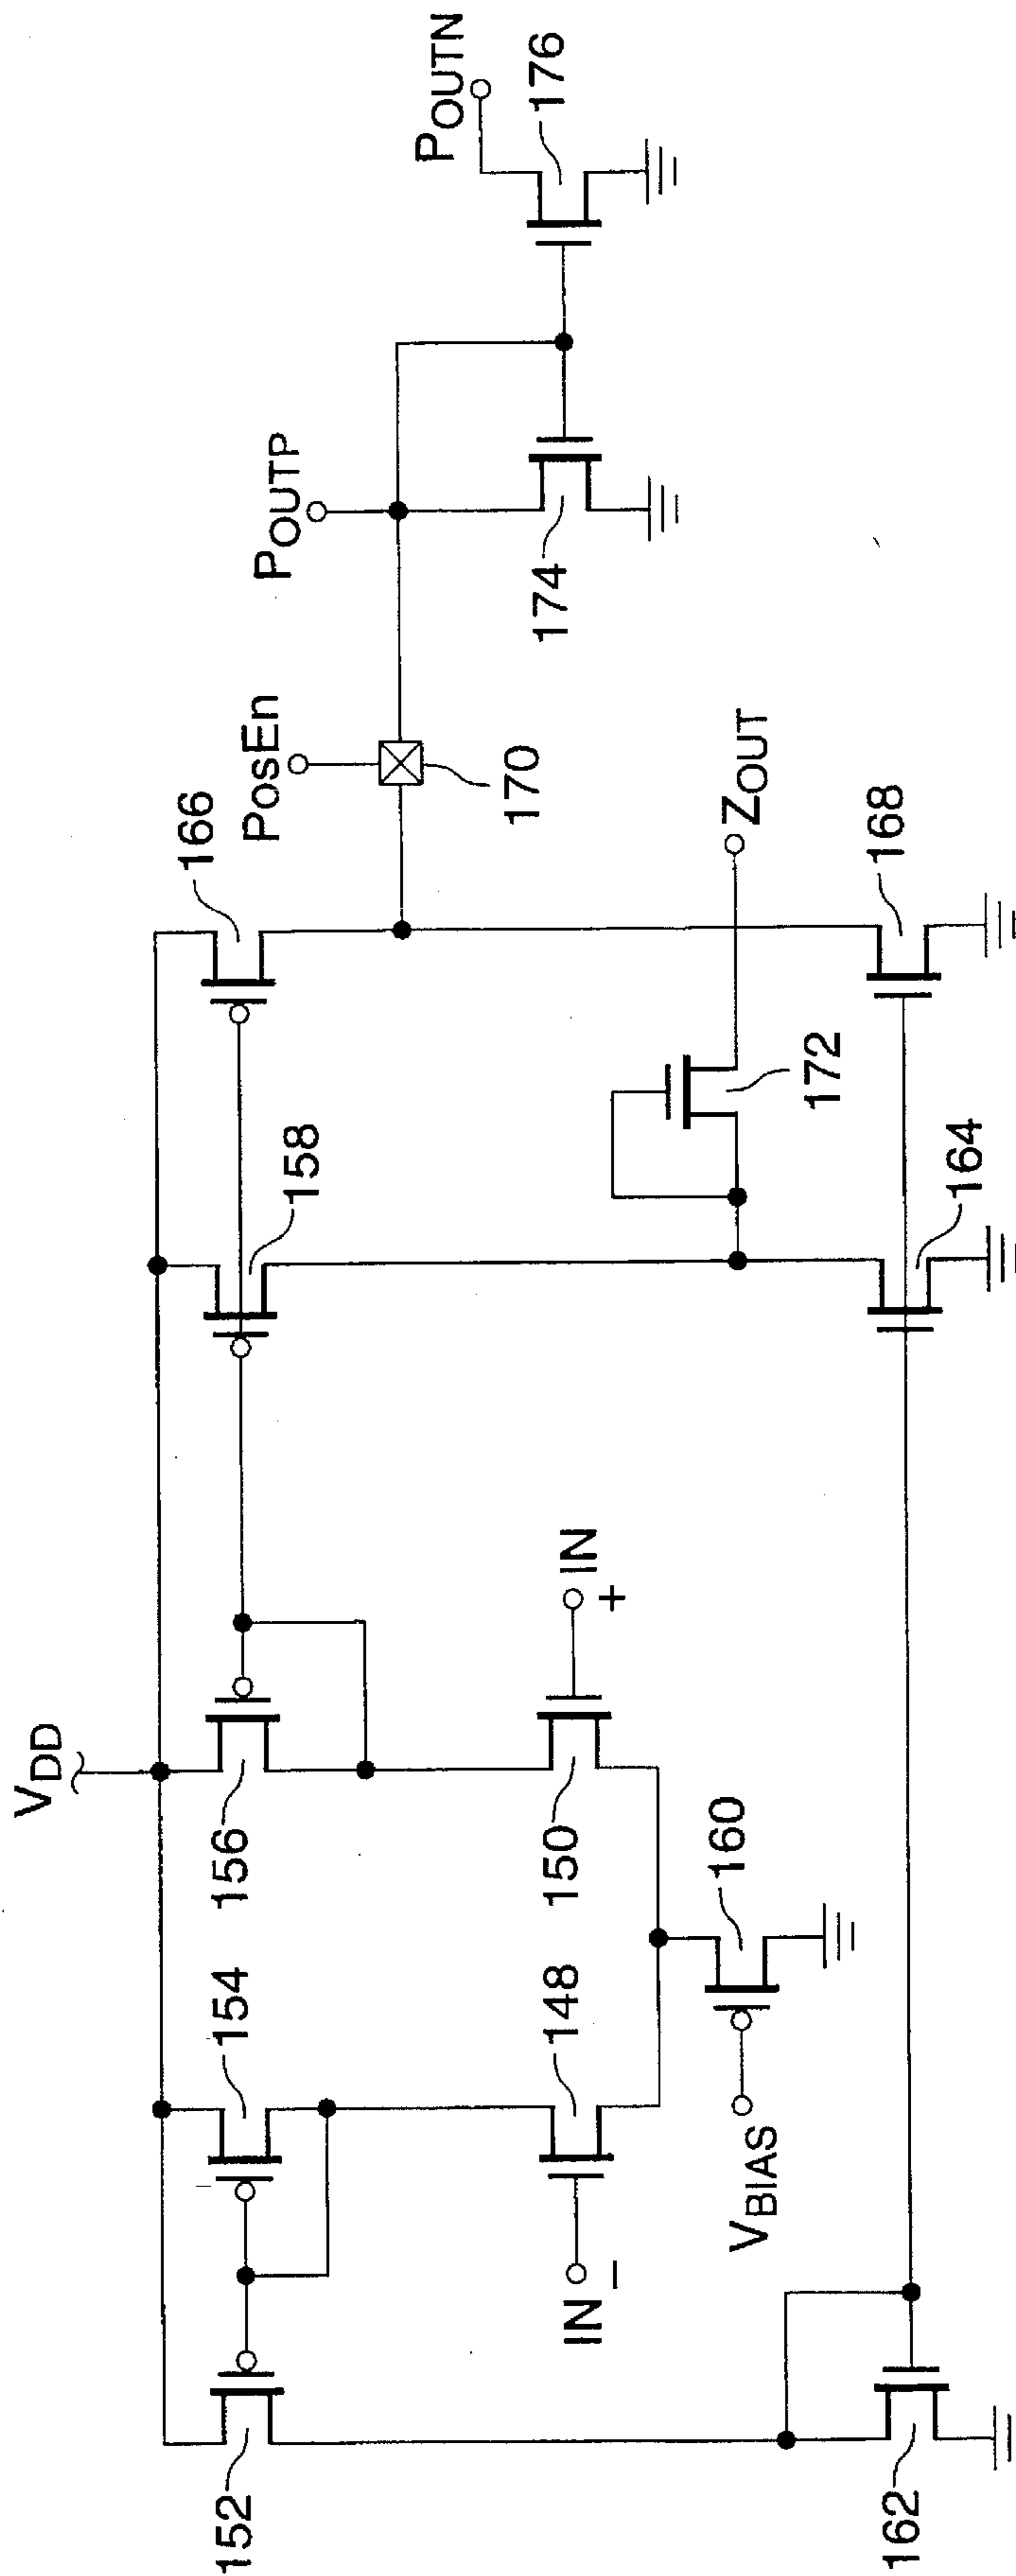 VDD
152
154
156
158
166
PosEn
170
POUTP
POUTN
176
174
IN
−
148
150
IN
+
VBIAS
160
172
ZOUT
162
164
168